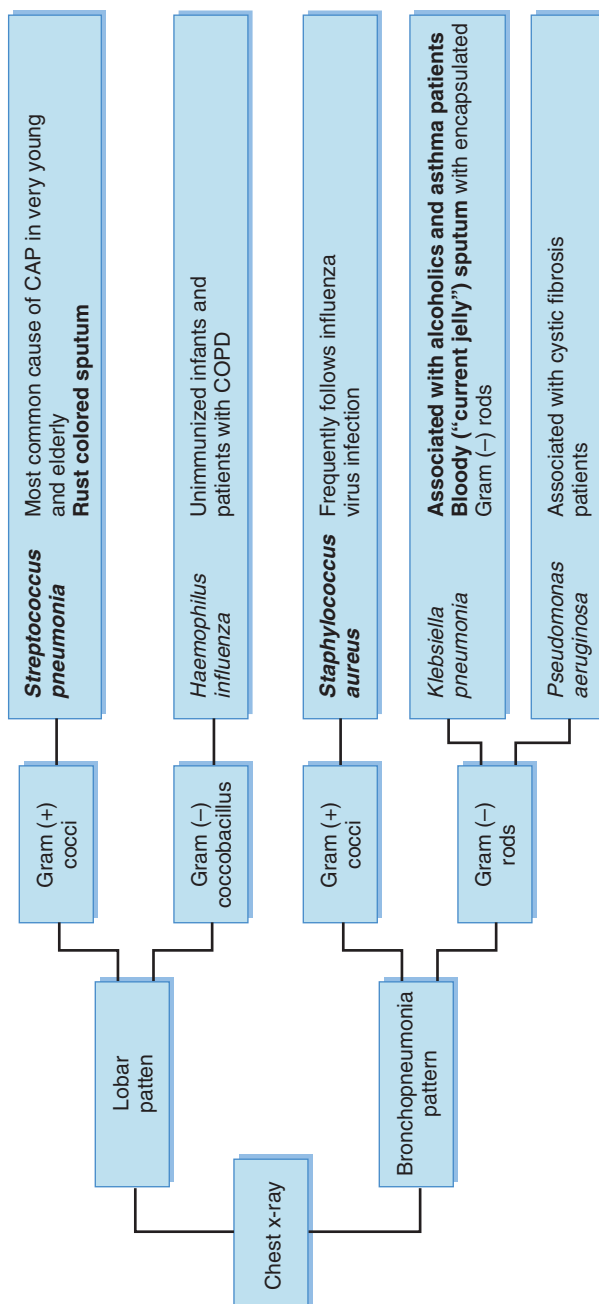 Chest x-ray
Lobar
patten
Bronchopneumonia
pattern
Gram (+)
cocci
Gram (–)
coccobacillus
Gram (+)
cocci
Gram (–)
rods
Streptococcus
pneumonia
Most common cause of CAP in very young
and elderly
Rust colored sputum
Haemophilus
influenza
Unimmunized infants and
patients with COPD
Staphylococcus
aureus
Frequently follows influenza
virus infection
Klebsiella
pneumonia
Associated with alcoholics and asthma patients
Bloody (“current jelly”) sputum with encapsulated
Gram (–) rods
Pseudomonas
aeruginosa
Associated with cystic fibrosis
patients